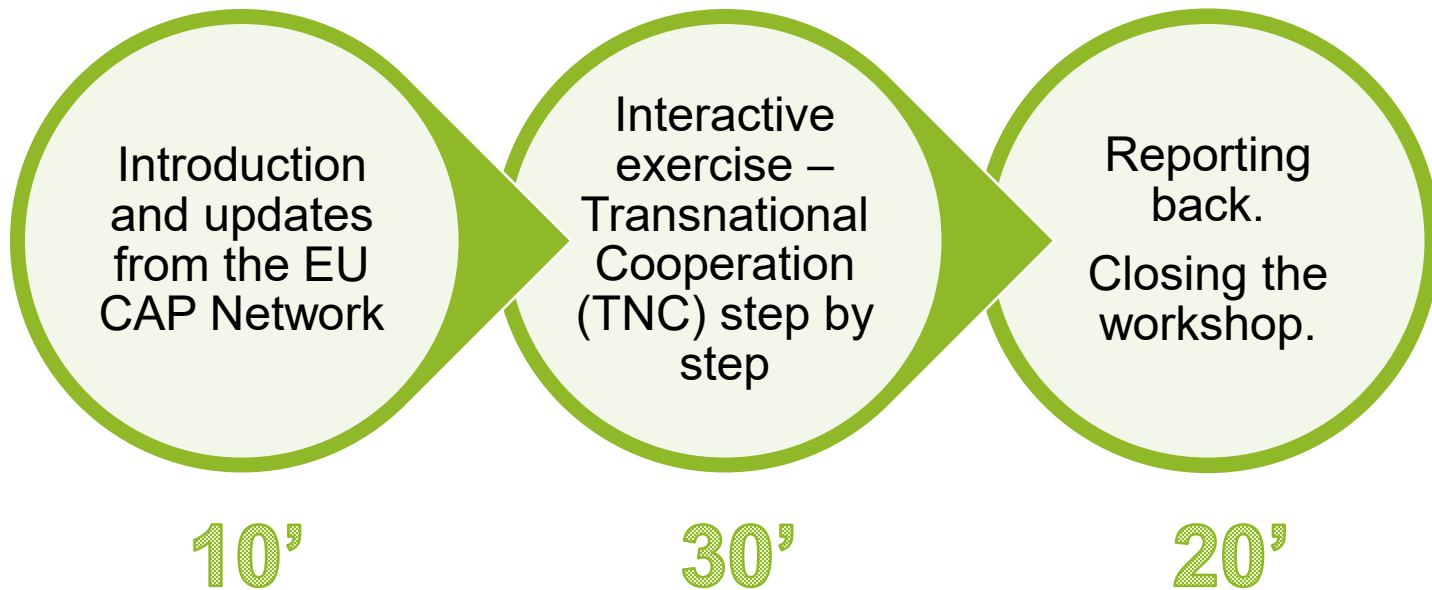 Introduction
and updates
from the EU
CAP Network
Interactive
exercise –
Transnational
Cooperation
(TNC) step by
step
Reporting
back.
Closing the
workshop.
10’
30’
20’